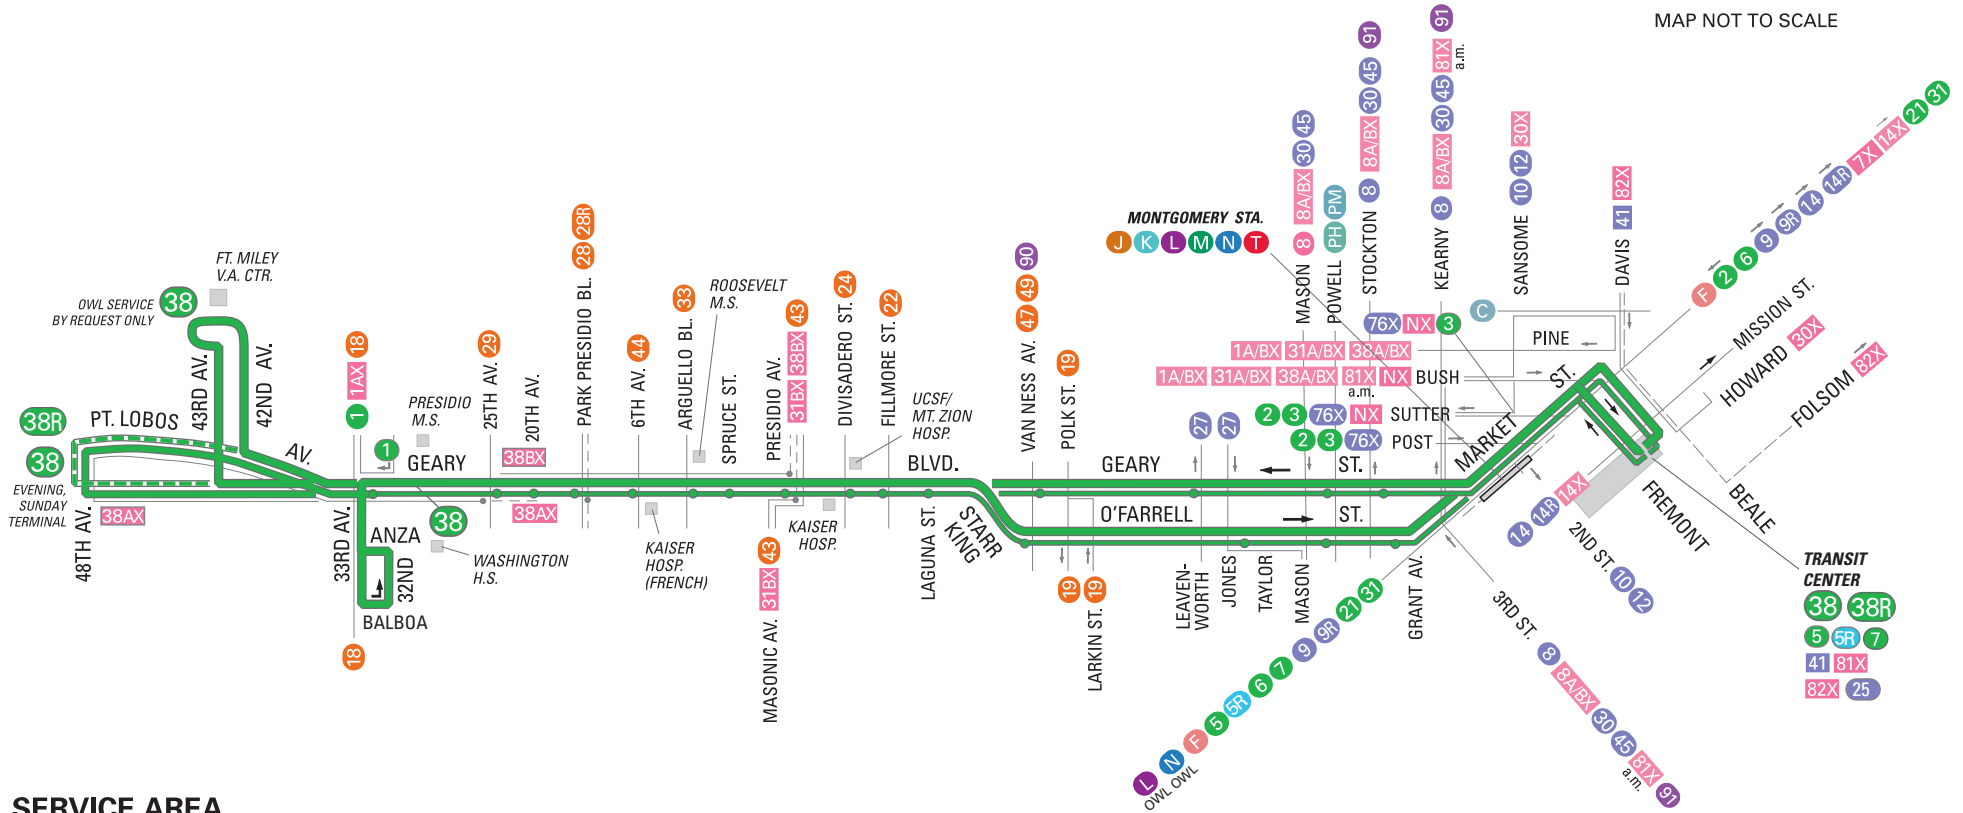 MAP NOT TO SCALE
FT. MILEY
V.A. CTR.
OWL SERVICE
BY REQUEST ONLY
38
43RD AV.
42ND AV.
38R
PT. LOBOS
AV.
38
EVENING,
SUNDAY
TERMINAL
48TH AV.
38AX
1 1AX 18
1
PRESIDIO
M.S.
GEARY
33RD AV.
ANZA
32ND
BALBOA
18
38
WASHINGTON
H.S.
25TH AV. 29
20TH AV.
38BX
38AX
PARK PRESIDIO BL. 28 28R
6TH AV. 44
KAISER
HOSP.
(FRENCH)
ARGUELLO BL. 33
ROOSEVELT
M.S.
SPRUCE ST.
PRESIDIO AV. 31BX 38BX 43
MASONIC AV. 31BX 43
KAISER
HOSP.
DIVISADERO ST. 24
FILLMORE ST. 22
UCSF/
MT. ZION
HOSP.
BLVD.
LAGUNA ST.
STARR
KING
VAN NESS AV. 47 49 90
POLK ST. 19
19
LARKIN ST. 19
GEARY ST.
O'FARRELL ST.
27
27
LEAVEN-
WORTH
JONES
TAYLOR
MASON
GRANT AV.
MONTGOMERY STA.
J K L M N T
MASON 8 8A/BX 30 45
POWELL PH PM
STOCKTON 8 8A/BX 30 45 91
KEARNY 8 8A/BX 30 45 81X 91
a.m.
SANSOME 10 12 30X
DAVIS 41 82X
76X NX 3
C
1A/BX 31A/BX 38A/BX
PINE
1A/BX 31A/BX 38A/BX 81X NX BUSH
a.m.
2 3 76X NX SUTTER
2 3 76X POST
MARKET ST.
F 2 6 9 9R 14 14R 7X 14X 21 31
MISSION ST.
HOWARD 30X
FOLSOM 82X
BEALE
FREMONT
14 14R 14X
2ND ST. 10 12
3RD ST. 8 8A/BX 30 45 81X 91
a.m.
L N F 5 5R 6 7 9 9R 21 31
OWL OWL
TRANSIT
CENTER
38 38R
5 5R 7
41 81X
82X 25
SERVICE AREA